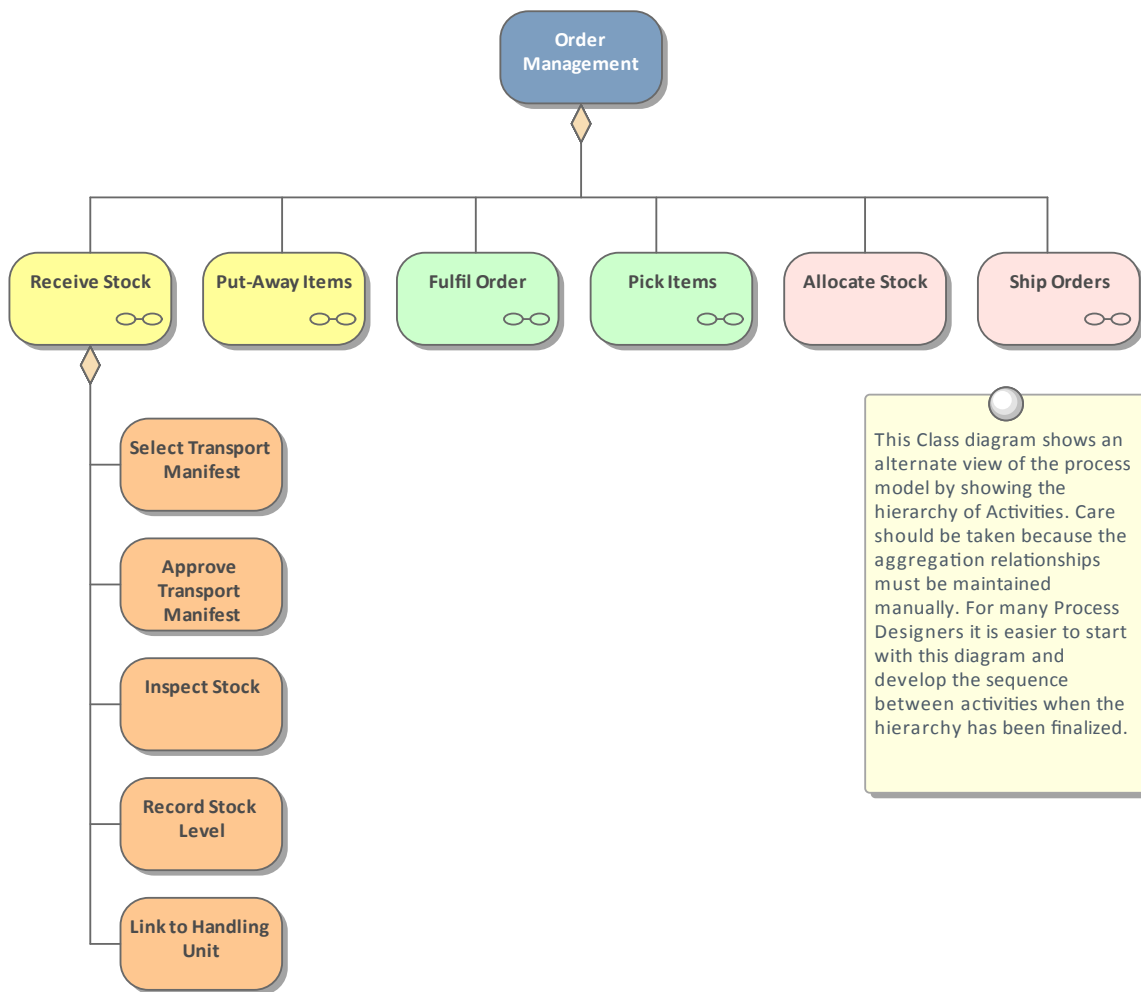 Order
Management
Receive Stock
Put-Away Items
Fulfil Order
Pick Items
Allocate Stock
Ship Orders
Select Transport
Manifest
Approve
Transport
Manifest
Inspect Stock
Record Stock
Level
Link to Handling
Unit
This Class diagram shows an
alternate view of the process
model by showing the
hierarchy of Activities. Care
should be taken because the
aggregation relationships
must be maintained
manually. For many Process
Designers it is easier to start
with this diagram and
develop the sequence
between activities when the
hierarchy has been finalized.